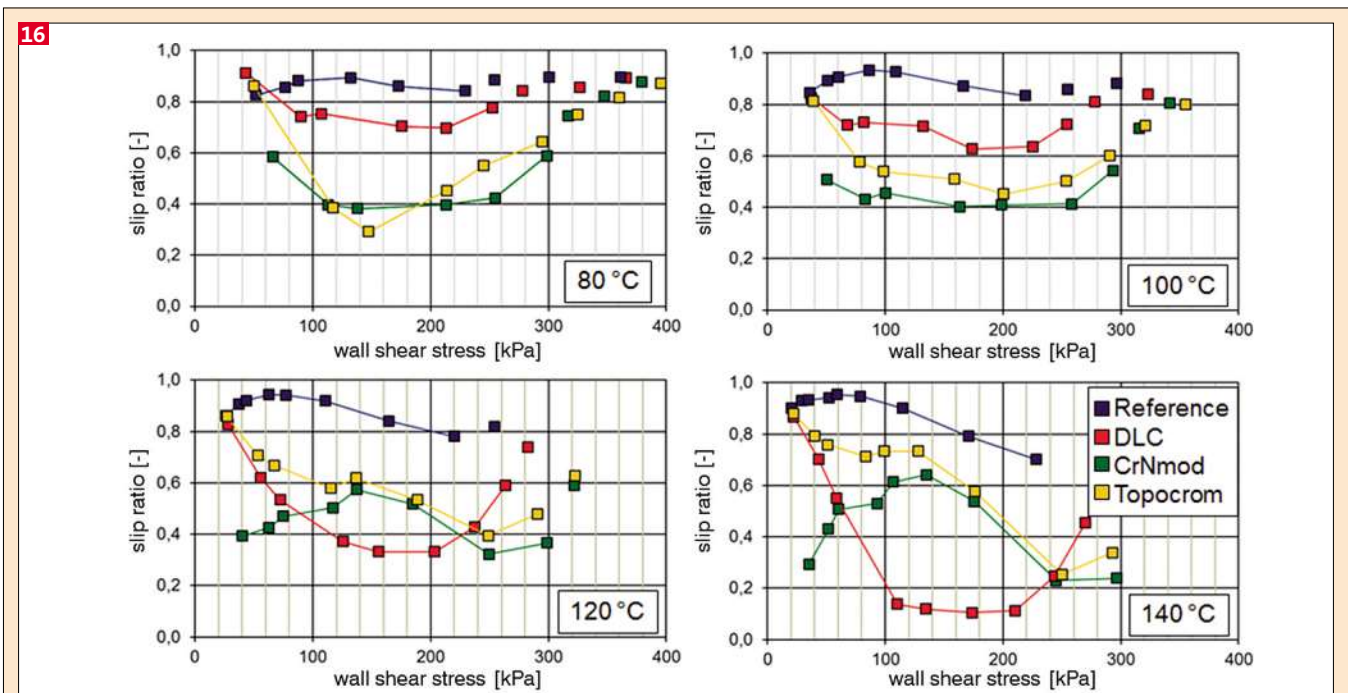 16
1,0
0,8
0,6
0,4
0,2
0,0
slip ratio [-]
0 100 200 300 400
wall shear stress [kPa]
80 °C
1,0
0,8
0,6
0,4
0,2
0,0
slip ratio [-]
0 100 200 300 400
wall shear stress [kPa]
100 °C
1,0
0,8
0,6
0,4
0,2
0,0
slip ratio [-]
0 100 200 300 400
wall shear stress [kPa]
120 °C
1,0
0,8
0,6
0,4
0,2
0,0
slip ratio [-]
0 100 200 300 400
wall shear stress [kPa]
Reference
DLC
CrNmod
Topocrom
140 °C